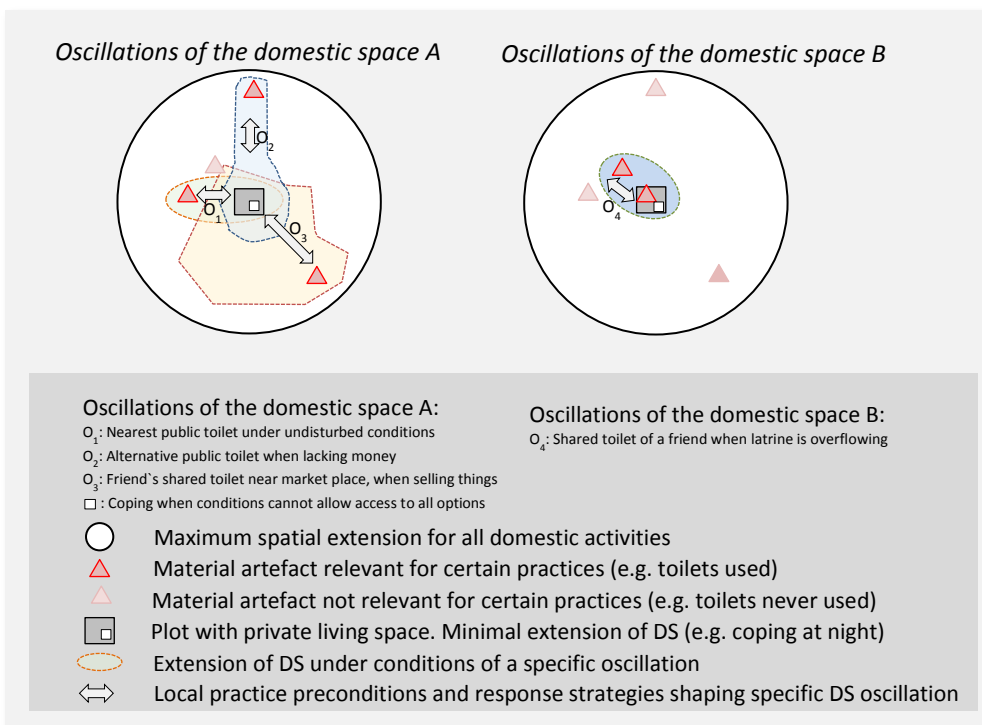 Oscillations of the domestic space A
Oscillations of the domestic space B
O2
O1
O3
O4
Oscillations of the domestic space A:
O1: Nearest public toilet under undisturbed conditions
O2: Alternative public toilet when lacking money
O3: Friend`s shared toilet near market place, when selling things
: Coping when conditions cannot allow access to all options
Oscillations of the domestic space B:
O4: Shared toilet of a friend when latrine is overflowing
Maximum spatial extension for all domestic activities
Material artefact relevant for certain practices (e.g. toilets used)
Material artefact not relevant for certain practices (e.g. toilets never used)
Plot with private living space. Minimal extension of DS (e.g. coping at night)
Extension of DS under conditions of a specific oscillation
Local practice preconditions and response strategies shaping specific DS oscillation